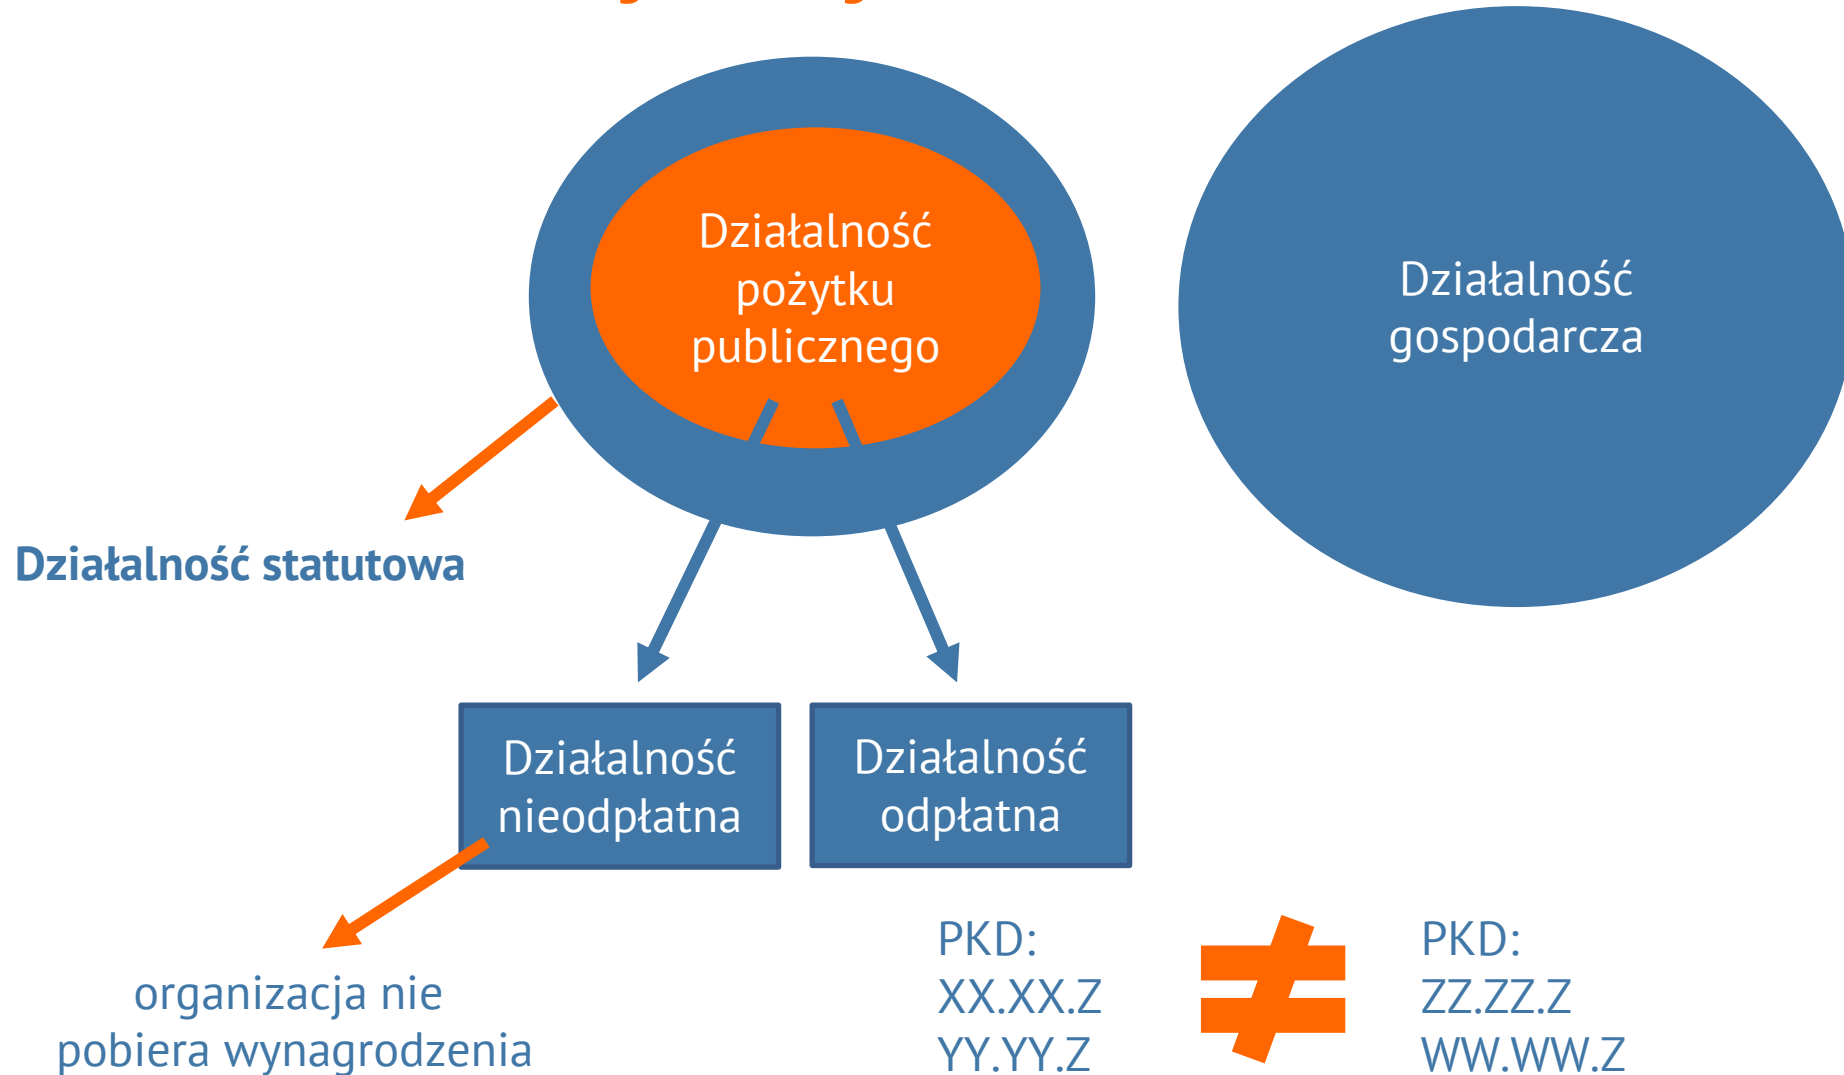 Działalność
pożytku
publicznego
Działalność
gospodarcza
Działalność statutowa
Działalność
nieodpłatna
Działalność
odpłatna
organizacja nie
pobiera wynagrodzenia
PKD:
XX.XX.Z
YY.YY.Z
≠
PKD:
ZZ.ZZ.Z
WW.WW.Z